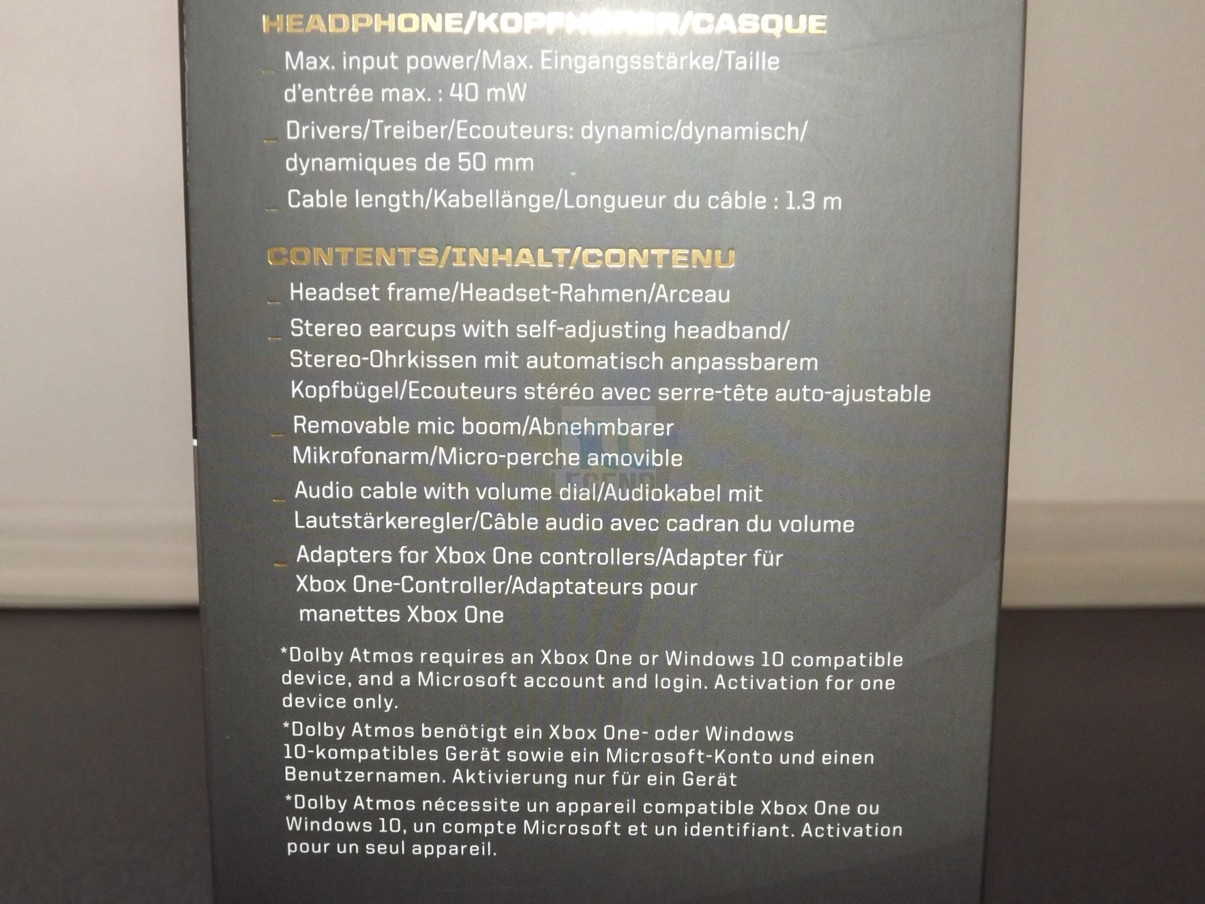 HEADPHONE/KOPFHÖRER/CASQUE
_ Max. input power/Max. Eingangsstärke/Taille
d'entrée max. : 40 mW
_ Drivers/Treiber/Ecouteurs: dynamic/dynamisch/
dynamiques de 50 mm
_ Cable length/Kabellänge/Longueur du câble : 1.3 m
CONTENTS/INHALT/CONTENU
_ Headset frame/Headset-Rahmen/Arceau
_ Stereo earcups with self-adjusting headband/
Stereo-Ohrkissen mit automatisch anpassbarem
Kopfbügel/Ecouteurs stéréo avec serre-tête auto-ajustable
_ Removable mic boom/Abnehmbarer
Mikrofonarm/Micro-perche amovible
_ Audio cable with volume dial/Audiokabel mit
Lautstärkeregler/Câble audio avec cadran du volume
_ Adapters for Xbox One controllers/Adapter für
Xbox One-Controller/Adaptateurs pour
manettes Xbox One
*Dolby Atmos requires an Xbox One or Windows 10 compatible
device, and a Microsoft account and login. Activation for one
device only.
*Dolby Atmos benötigt ein Xbox One- oder Windows
10-kompatibles Gerät sowie ein Microsoft-Konto und einen
Benutzernamen. Aktivierung nur für ein Gerät
*Dolby Atmos nécessite un appareil compatible Xbox One ou
Windows 10, un compte Microsoft et un identifiant. Activation
pour un seul appareil.